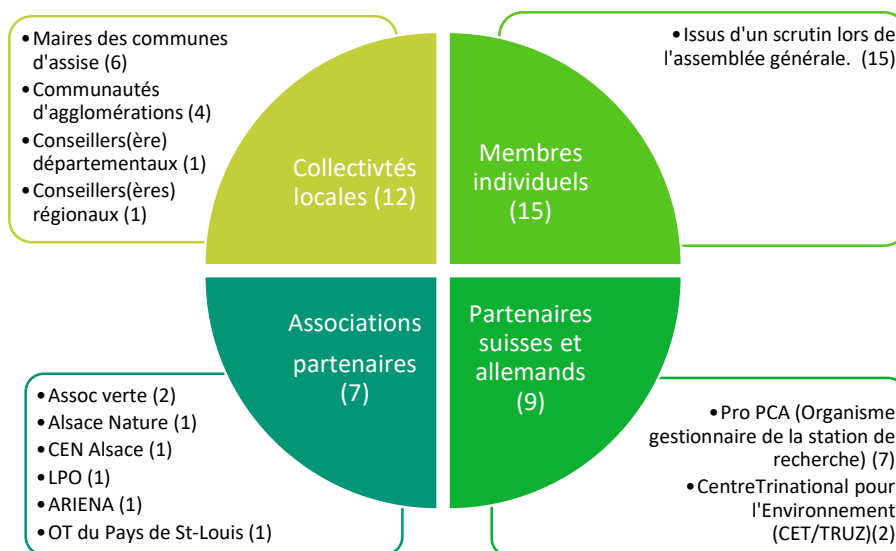 •Maires des communes
d'assise (6)
•Communautés
d'agglomérations (4)
•Conseillers(ère)
départementaux (1)
•Conseillers(ères)
régionaux (1)
•Issus d'un scrutin lors de
l'assemblée générale.  (15)
Collectivtés
locales (12)
Membres
individuels
(15)
Associations
partenaires
(7)
Partenaires
suisses et
allemands
(9)
•Assoc verte (2)
•Alsace Nature (1)
•CEN Alsace (1)
•LPO (1)
•ARIENA (1)
•OT du Pays de St-Louis (1)
•Pro PCA (Organisme
gestionnaire de la station de
recherche) (7)
•CentreTrinational pour
l'Environnement
(CET/TRUZ)(2)